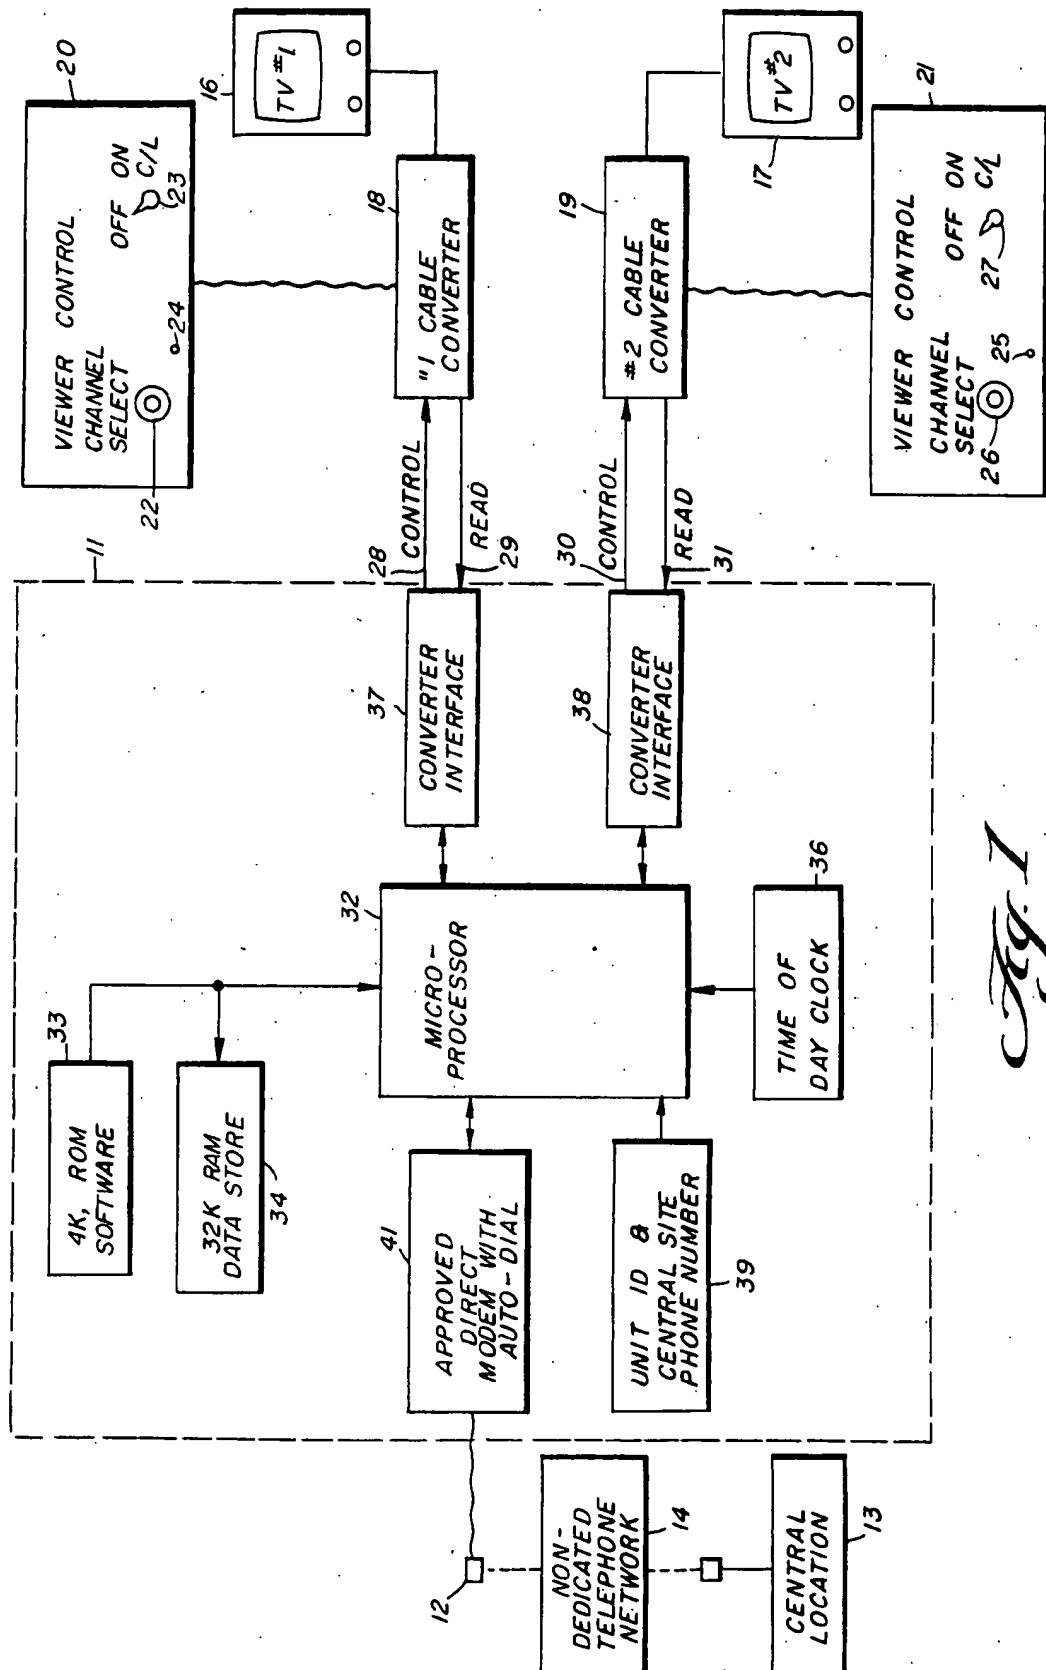 20
VIEWER CONTROL
CHANNEL
SELECT
OFF ON
C/L
22
24
23
16
TV #1
11
33
4K, ROM
SOFTWARE
32K RAM
DATA STORE
34
32
MICRO-
PROCESSOR
37
CONVERTER
INTERFACE
28
CONTROL
READ
29
18
"1 CABLE
CONVERTER
41
APPROVED
DIRECT
MODEM WITH
AUTO-DIAL
12
NON-
DEDICATED
TELEPHONE
NETWORK
14
CENTRAL
LOCATION
13
UNIT ID &
CENTRAL SITE
PHONE NUMBER
39
38
CONVERTER
INTERFACE
30
CONTROL
READ
31
19
#2 CABLE
CONVERTER
TV #2
17
TIME OF
DAY CLOCK
36
21
VIEWER CONTROL
CHANNEL
SELECT
OFF ON
C/L
26
25
27
Fig. 1